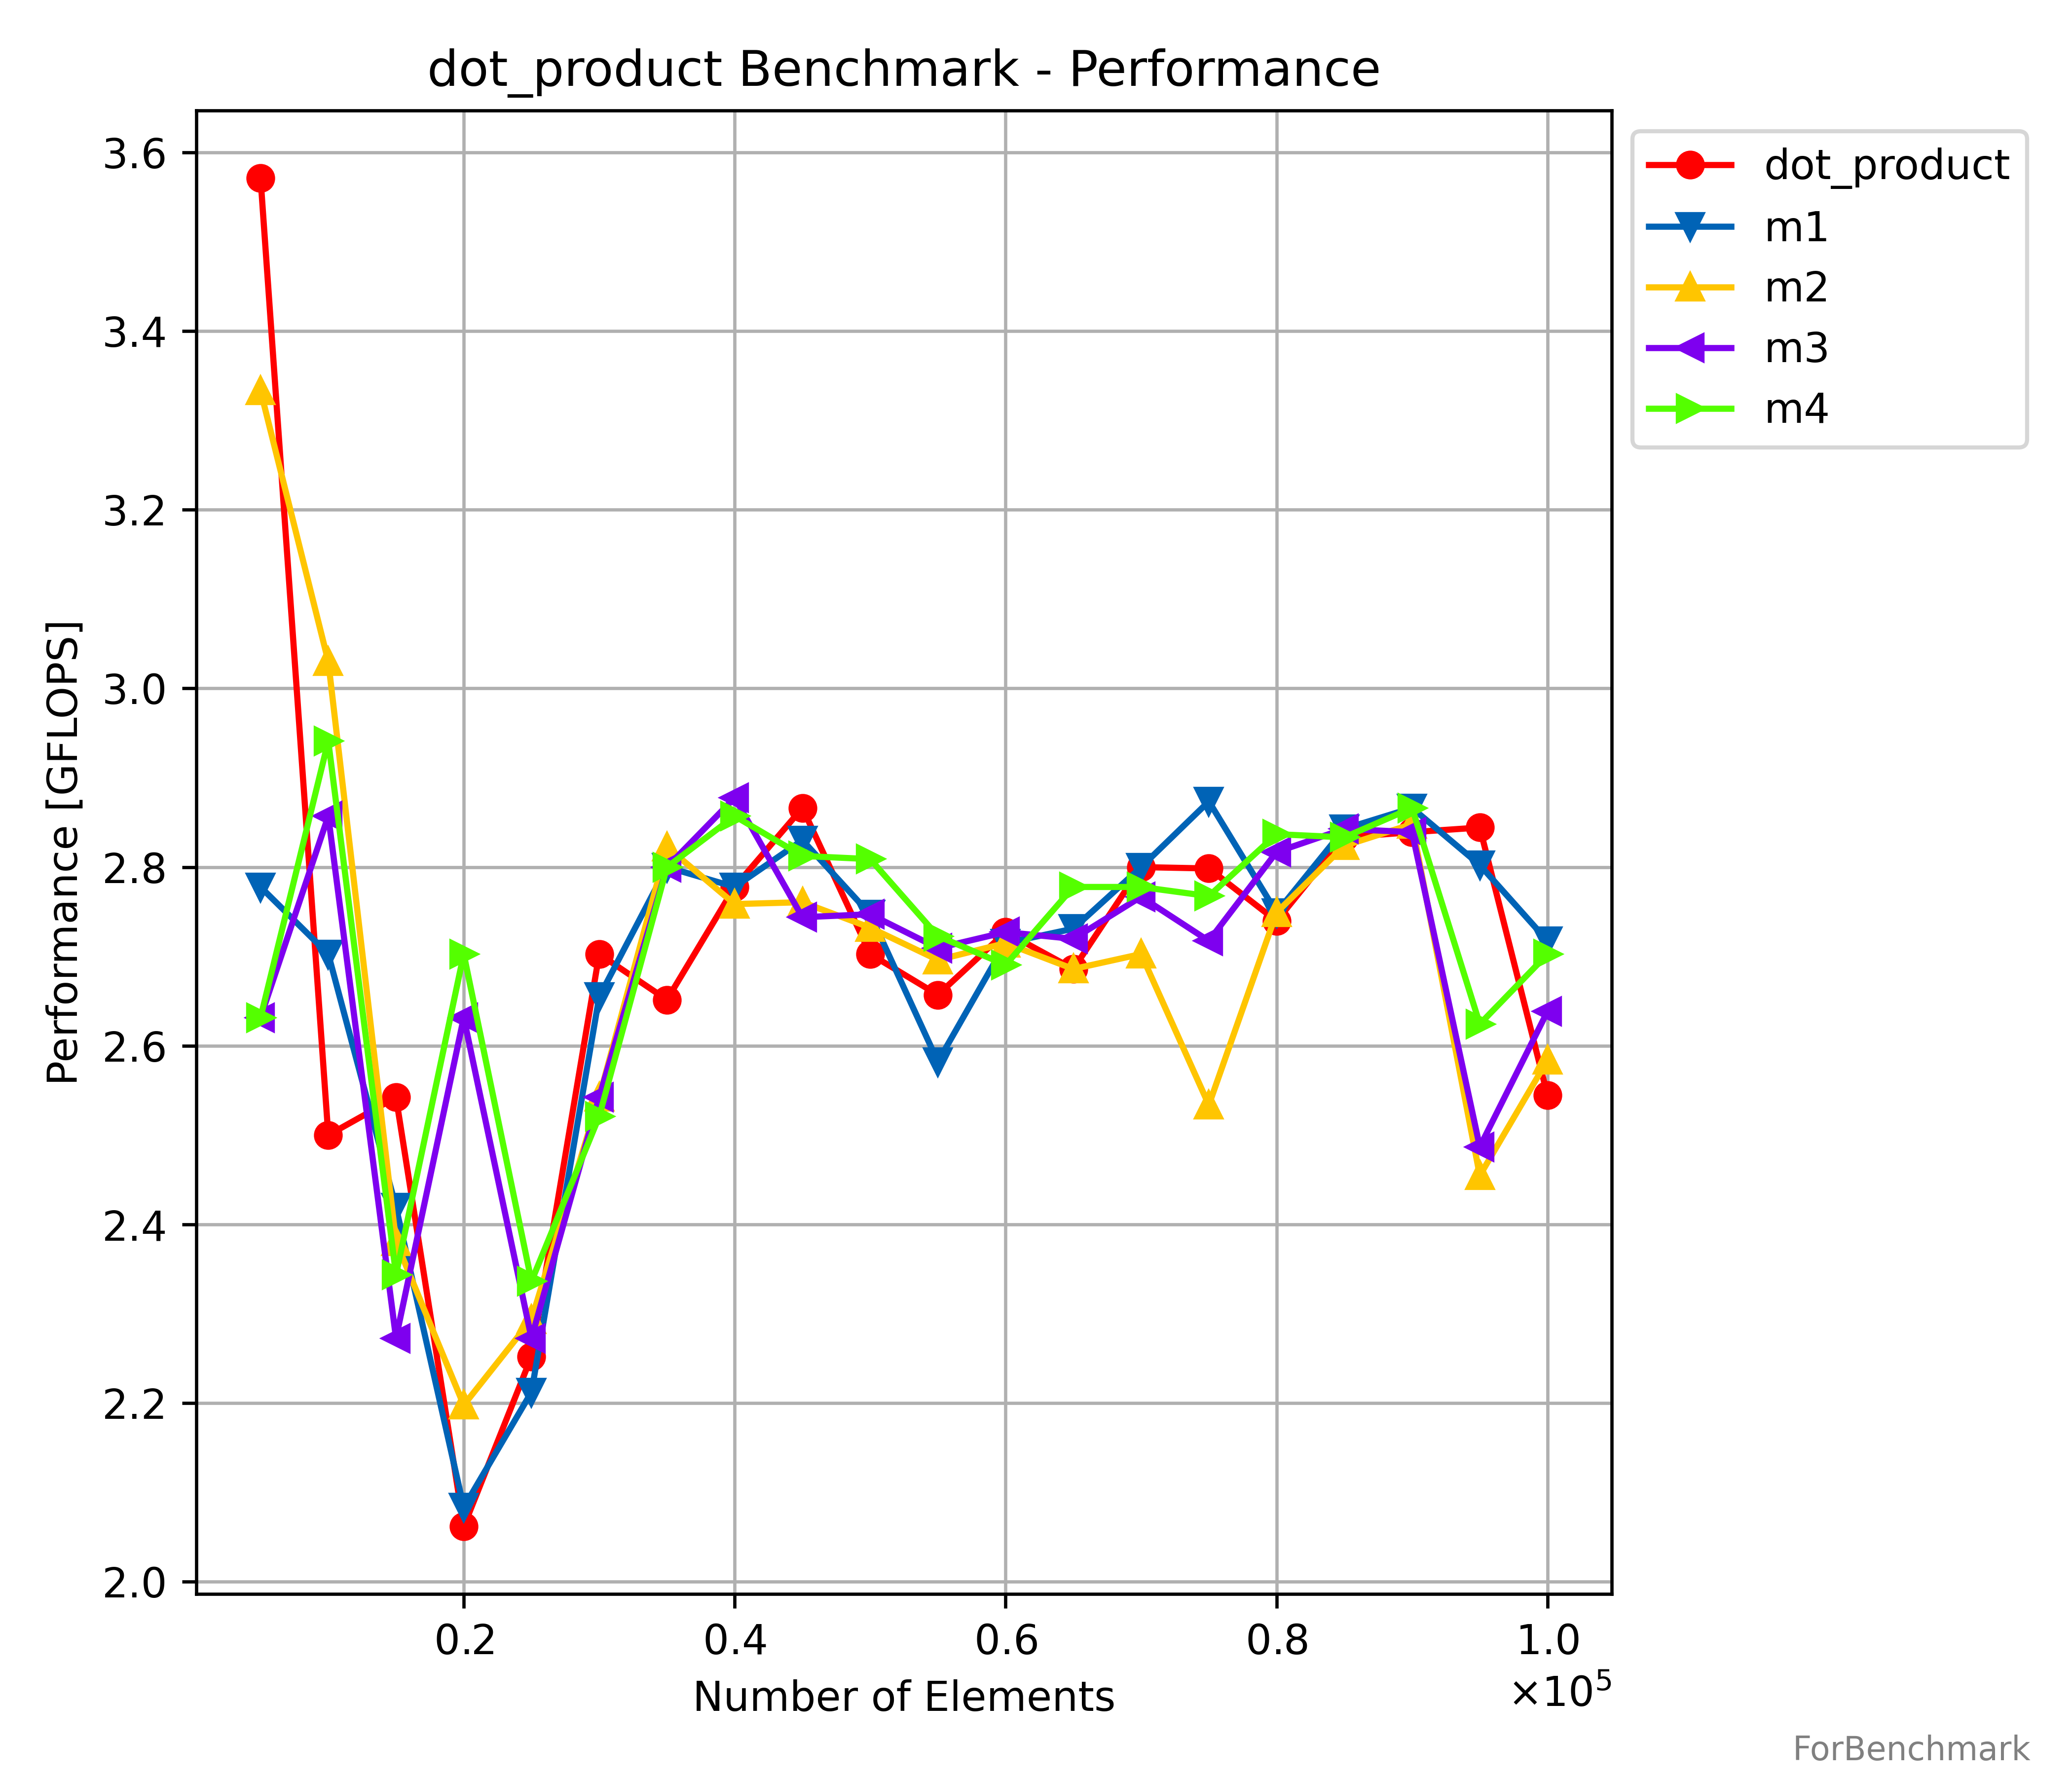 dot_product Benchmark - Performance
3.6
3.4
3.2
3.0
2.8
2.6
2.4
2.2
2.0
Performance [GFLOPS]
0.2 0.4 0.6 0.8 1.0
×10⁵
Number of Elements
dot_product
m1
m2
m3
m4
ForBenchmark